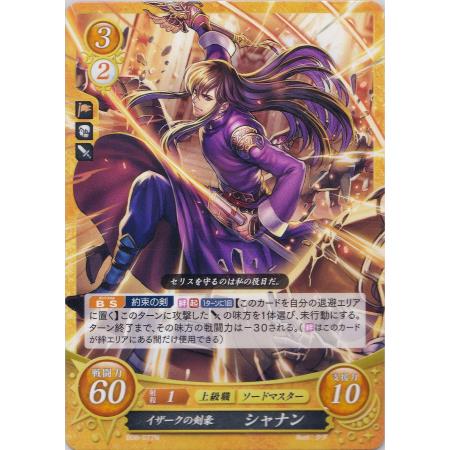 3
2
セリスを守るのは私の役目だ。
BS 約束の剣 絆 起 1ターンに1回 【このカードを自分の退避エリア
に置く】このターンに攻撃した の味方を1体選び、未行動にする。
ターン終了まで、その味方の戦闘力は－30される。（絆はこのカード
が絆エリアにある間だけ使用できる）
戦闘力 60
射程 1 上級職 ソードマスター
支援力 10
イザークの剣豪 シャナン